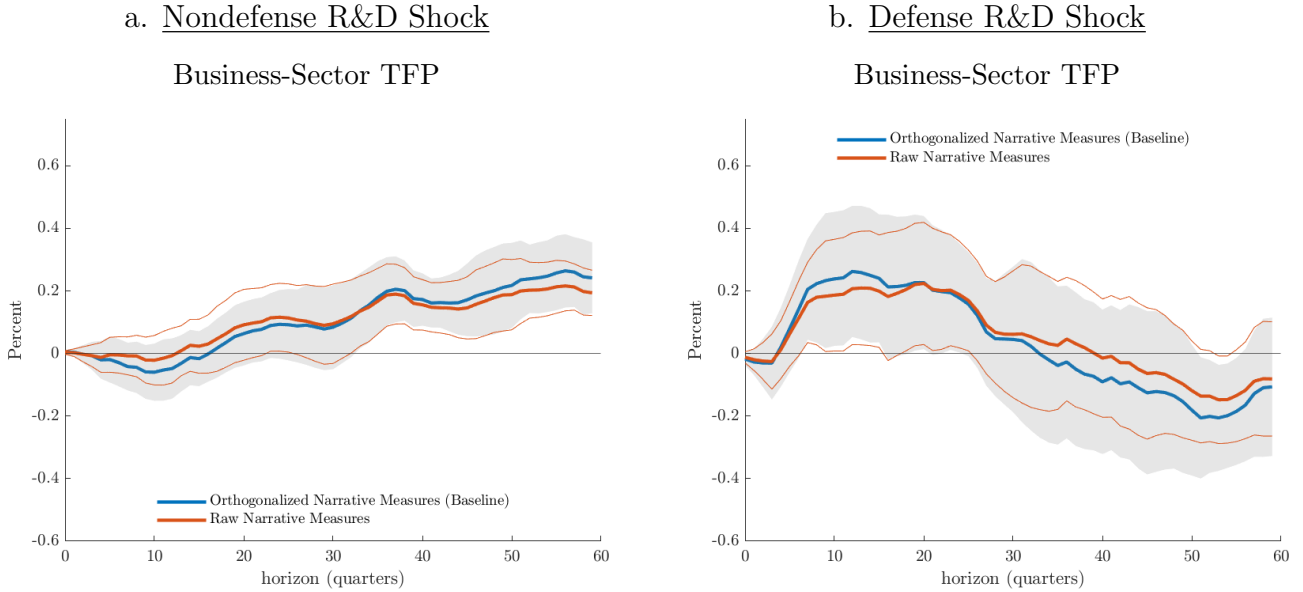 a. Nondefense R&D Shock
Business-Sector TFP
Percent
0.6
0.4
0.2
0
-0.2
-0.4
-0.6
Orthogonalized Narrative Measures (Baseline)
Raw Narrative Measures
0 10 20 30 40 50 60
horizon (quarters)
b. Defense R&D Shock
Business-Sector TFP
Percent
Orthogonalized Narrative Measures (Baseline)
Raw Narrative Measures
0.6
0.4
0.2
0
-0.2
-0.4
-0.6
0 10 20 30 40 50 60
horizon (quarters)